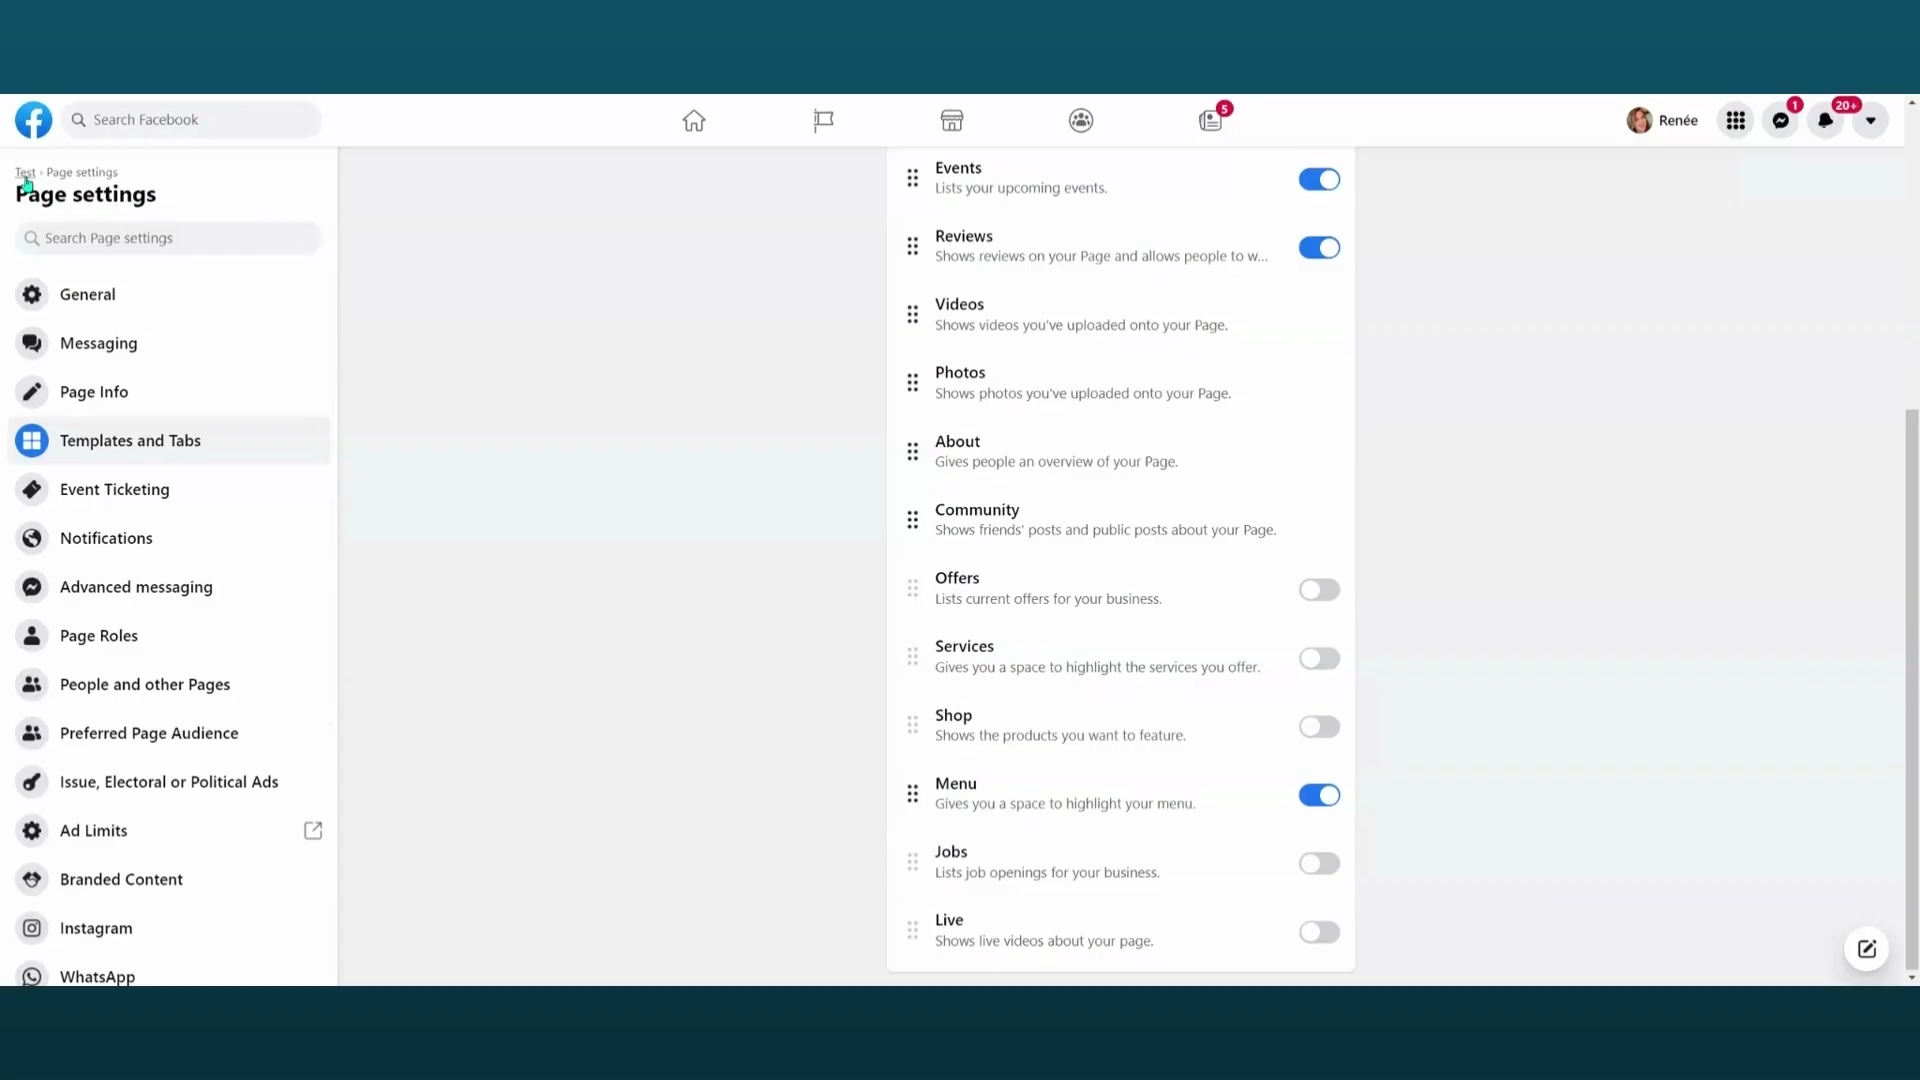 Search Facebook
5
Renée
1
20+
Test › Page settings
Page settings
Search Page settings
General
Messaging
Page Info
Templates and Tabs
Event Ticketing
Notifications
Advanced messaging
Page Roles
People and other Pages
Preferred Page Audience
Issue, Electoral or Political Ads
Ad Limits
Branded Content
Instagram
WhatsApp
Events
Lists your upcoming events.
Reviews
Shows reviews on your Page and allows people to w...
Videos
Shows videos you've uploaded onto your Page.
Photos
Shows photos you've uploaded onto your Page.
About
Gives people an overview of your Page.
Community
Shows friends' posts and public posts about your Page.
Offers
Lists current offers for your business.
Services
Gives you a space to highlight the services you offer.
Shop
Shows the products you want to feature.
Menu
Gives you a space to highlight your menu.
Jobs
Lists job openings for your business.
Live
Shows live videos about your page.